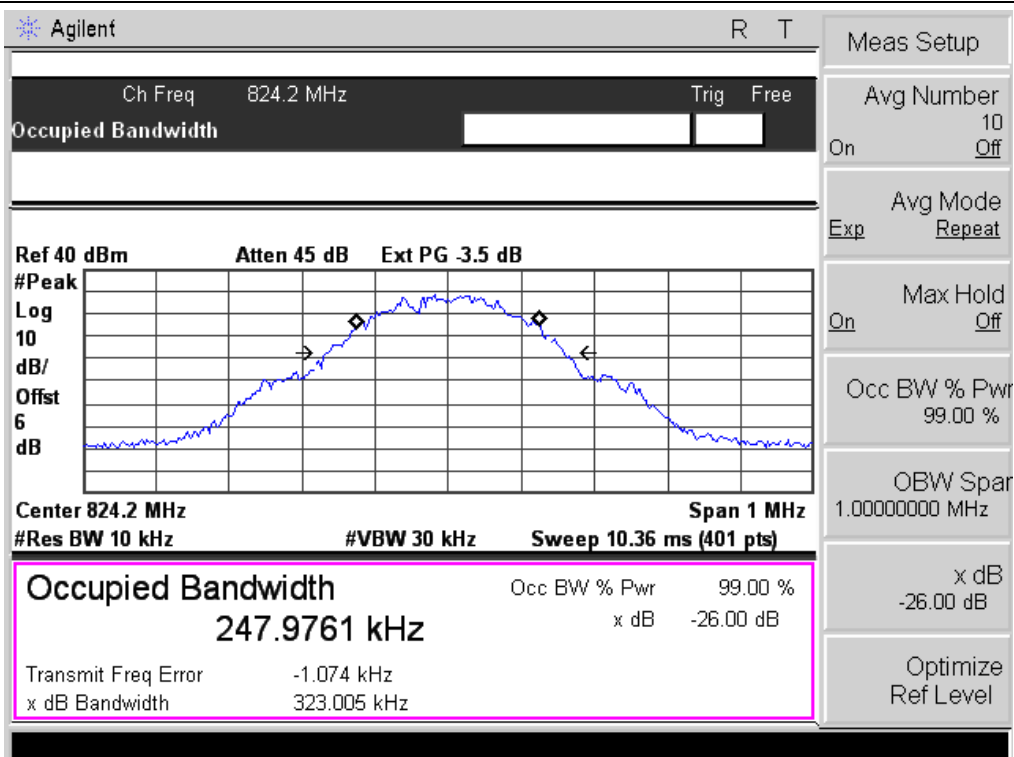 Agilent R T
Ch Freq 824.2 MHz Trig Free
Occupied Bandwidth
Ref 40 dBm Atten 45 dB Ext PG -3.5 dB
#Peak
Log
10
dB/
Offst
6
dB
Center 824.2 MHz Span 1 MHz
#Res BW 10 kHz #VBW 30 kHz Sweep 10.36 ms (401 pts)
Occupied Bandwidth Occ BW % Pwr 99.00 %
247.9761 kHz x dB -26.00 dB
Transmit Freq Error -1.074 kHz
x dB Bandwidth 323.005 kHz
Meas Setup
Avg Number
10
On Off
Avg Mode
Exp Repeat
Max Hold
On Off
Occ BW % Pwr
99.00 %
OBW Span
1.00000000 MHz
x dB
-26.00 dB
Optimize
Ref Level